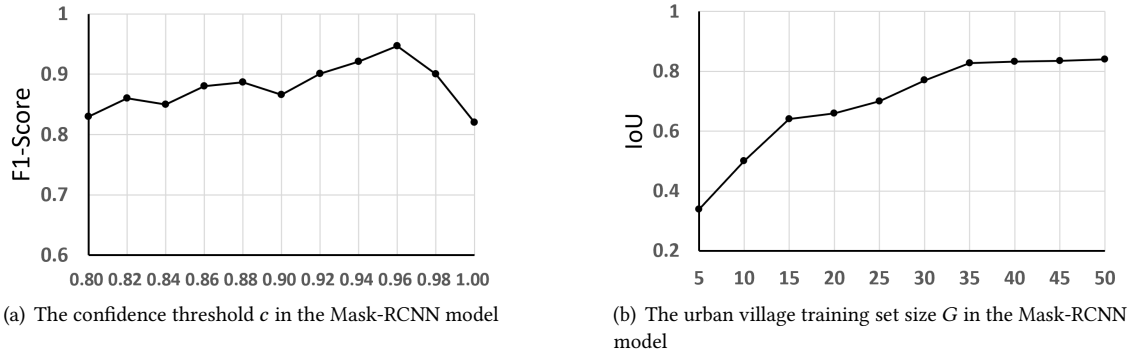 1
0.9
0.8
0.7
0.6
F1-Score
0.80 0.82 0.84 0.86 0.88 0.90 0.92 0.94 0.96 0.98 1.00
(a) The confidence threshold c in the Mask-RCNN model
1
0.8
0.6
0.4
0.2
IoU
5 10 15 20 25 30 35 40 45 50
(b) The urban village training set size G in the Mask-RCNN
model